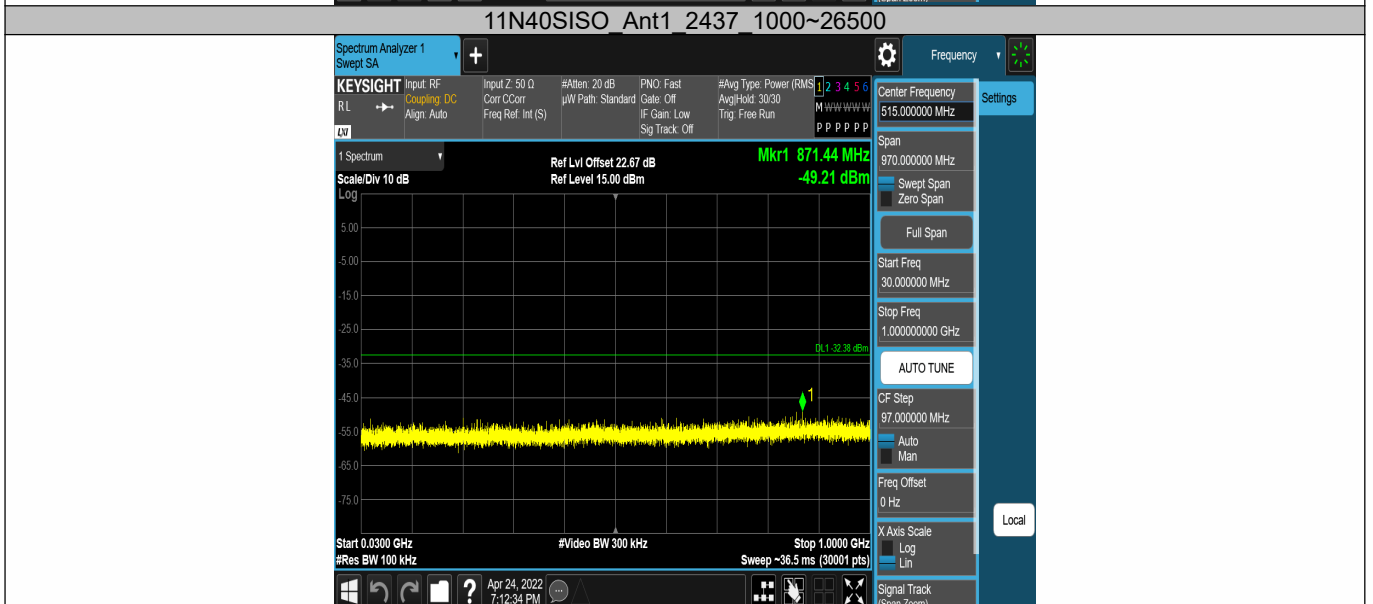 (Span Zoom)
11N40SISO_Ant1_2437_1000~26500
Spectrum Analyzer 1
Swept SA
+
Frequency
KEYSIGHT
RL
LXI
Input: RF
Coupling: DC
Align: Auto
Input Z: 50 Ω
Corr CCorr
Freq Ref: Int (S)
#Atten: 20 dB
µW Path: Standard
PNO: Fast
Gate: Off
IF Gain: Low
Sig Track: Off
#Avg Type: Power (RMS
Avg|Hold: 30/30
Trig: Free Run
1 2 3 4 5 6
M W W W W W
P P P P P P
Center Frequency
515.000000 MHz
Settings
Span
970.000000 MHz
Swept Span
Zero Span
Full Span
Start Freq
30.000000 MHz
Stop Freq
1.000000000 GHz
AUTO TUNE
CF Step
97.000000 MHz
Auto
Man
Freq Offset
0 Hz
X Axis Scale
Log
Lin
Signal Track
(Span Zoom)
Local
1 Spectrum
Scale/Div 10 dB
Log
Ref Lvl Offset 22.67 dB
Ref Level 15.00 dBm
Mkr1 871.44 MHz
-49.21 dBm
5.00
-5.00
-15.0
-25.0
DL1 -32.38 dBm
-35.0
-45.0
1
-55.0
-65.0
-75.0
Start 0.0300 GHz
#Res BW 100 kHz
#Video BW 300 kHz
Stop 1.0000 GHz
Sweep ~36.5 ms (30001 pts)
?
Apr 24, 2022
7:12:34 PM